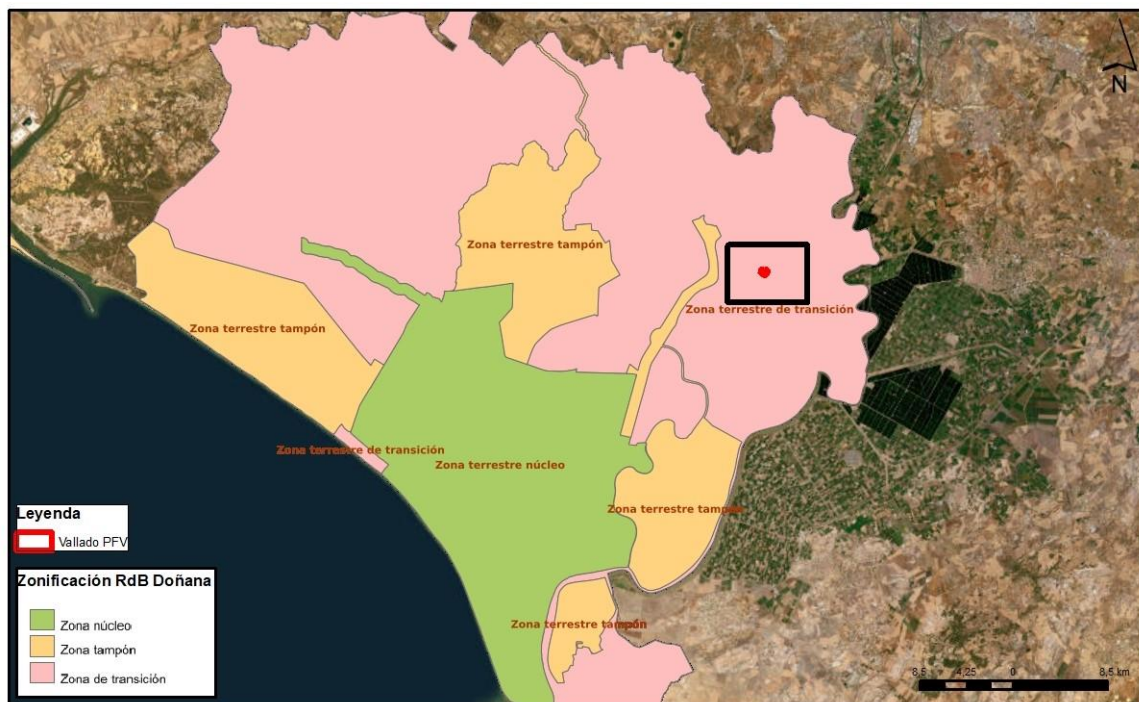 N
Zona terrestre tampón
Zona terrestre de transición
Zona terrestre tampón
Zona terrestre de transición
Zona terrestre núcleo
Zona terrestre tampón
Zona terrestre tampón
Leyenda
Vallado PFV
Zonificación RdB Doñana
Zona núcleo
Zona tampón
Zona de transición
8,5 4,25 0 8,5 km